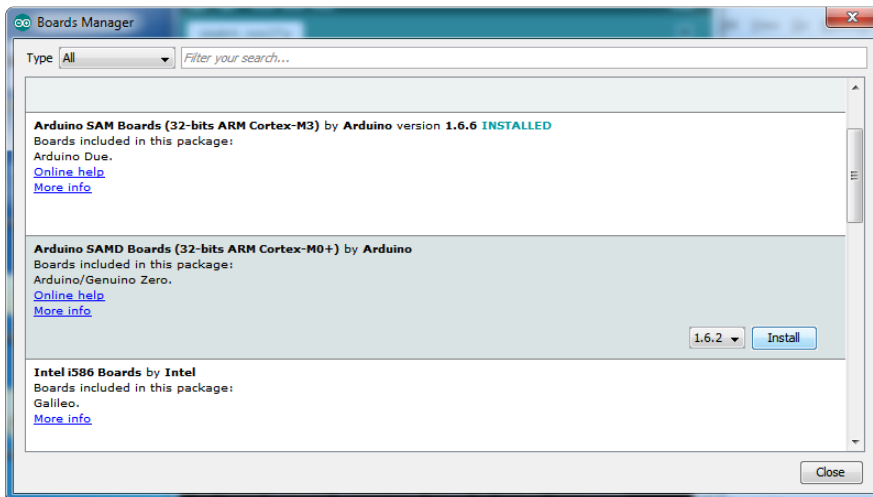 Boards Manager
Type All Filter your search...
Arduino SAM Boards (32-bits ARM Cortex-M3) by Arduino version 1.6.6 INSTALLED
Boards included in this package:
Arduino Due.
Online help
More info
Arduino SAMD Boards (32-bits ARM Cortex-M0+) by Arduino
Boards included in this package:
Arduino/Genuino Zero.
Online help
More info
1.6.2 Install
Intel i586 Boards by Intel
Boards included in this package:
Galileo.
More info
Close